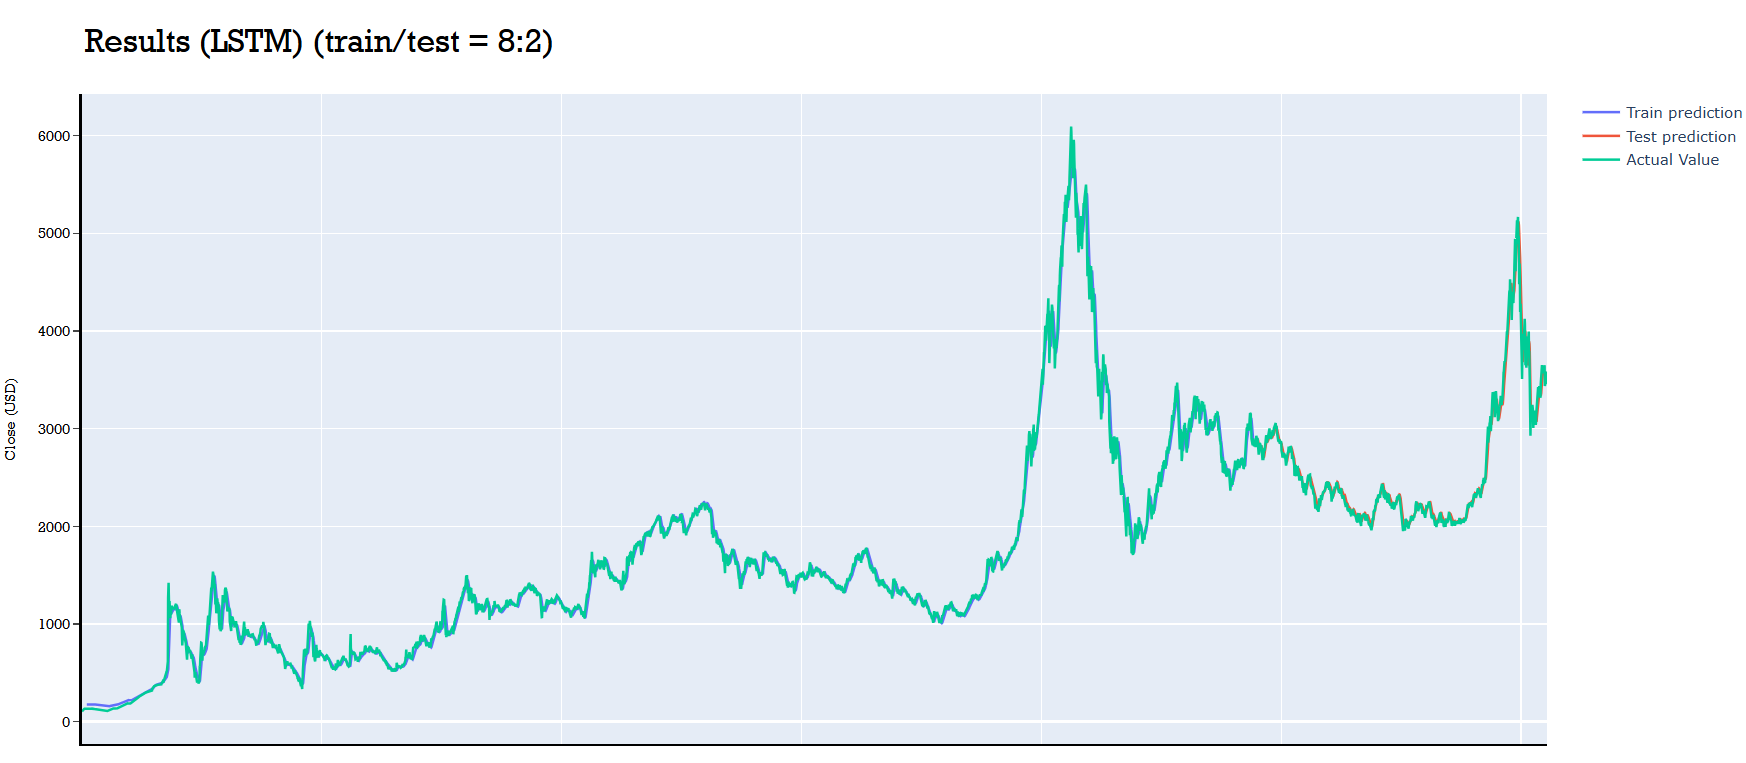 Results (LSTM) (train/test = 8:2)
Train prediction
Test prediction
Actual Value
6000
5000
4000
3000
2000
1000
0
Close (USD)